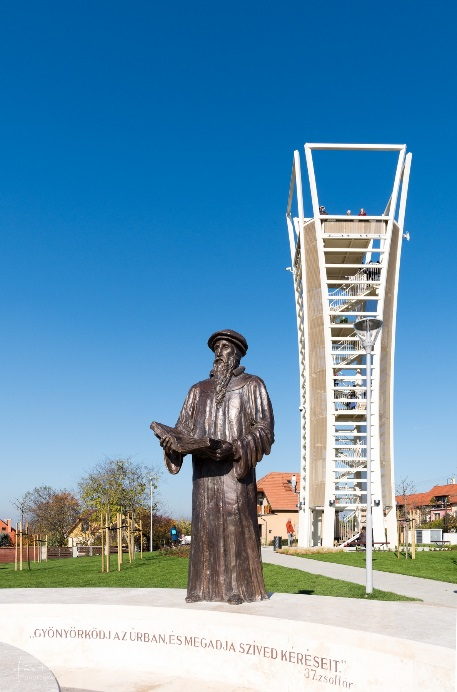 „GYÖNYÖRKÖDJ AZ ÚRBAN, ÉS MEGADJA SZÍVED KÉRÉSEIT.”
37. zsoltár